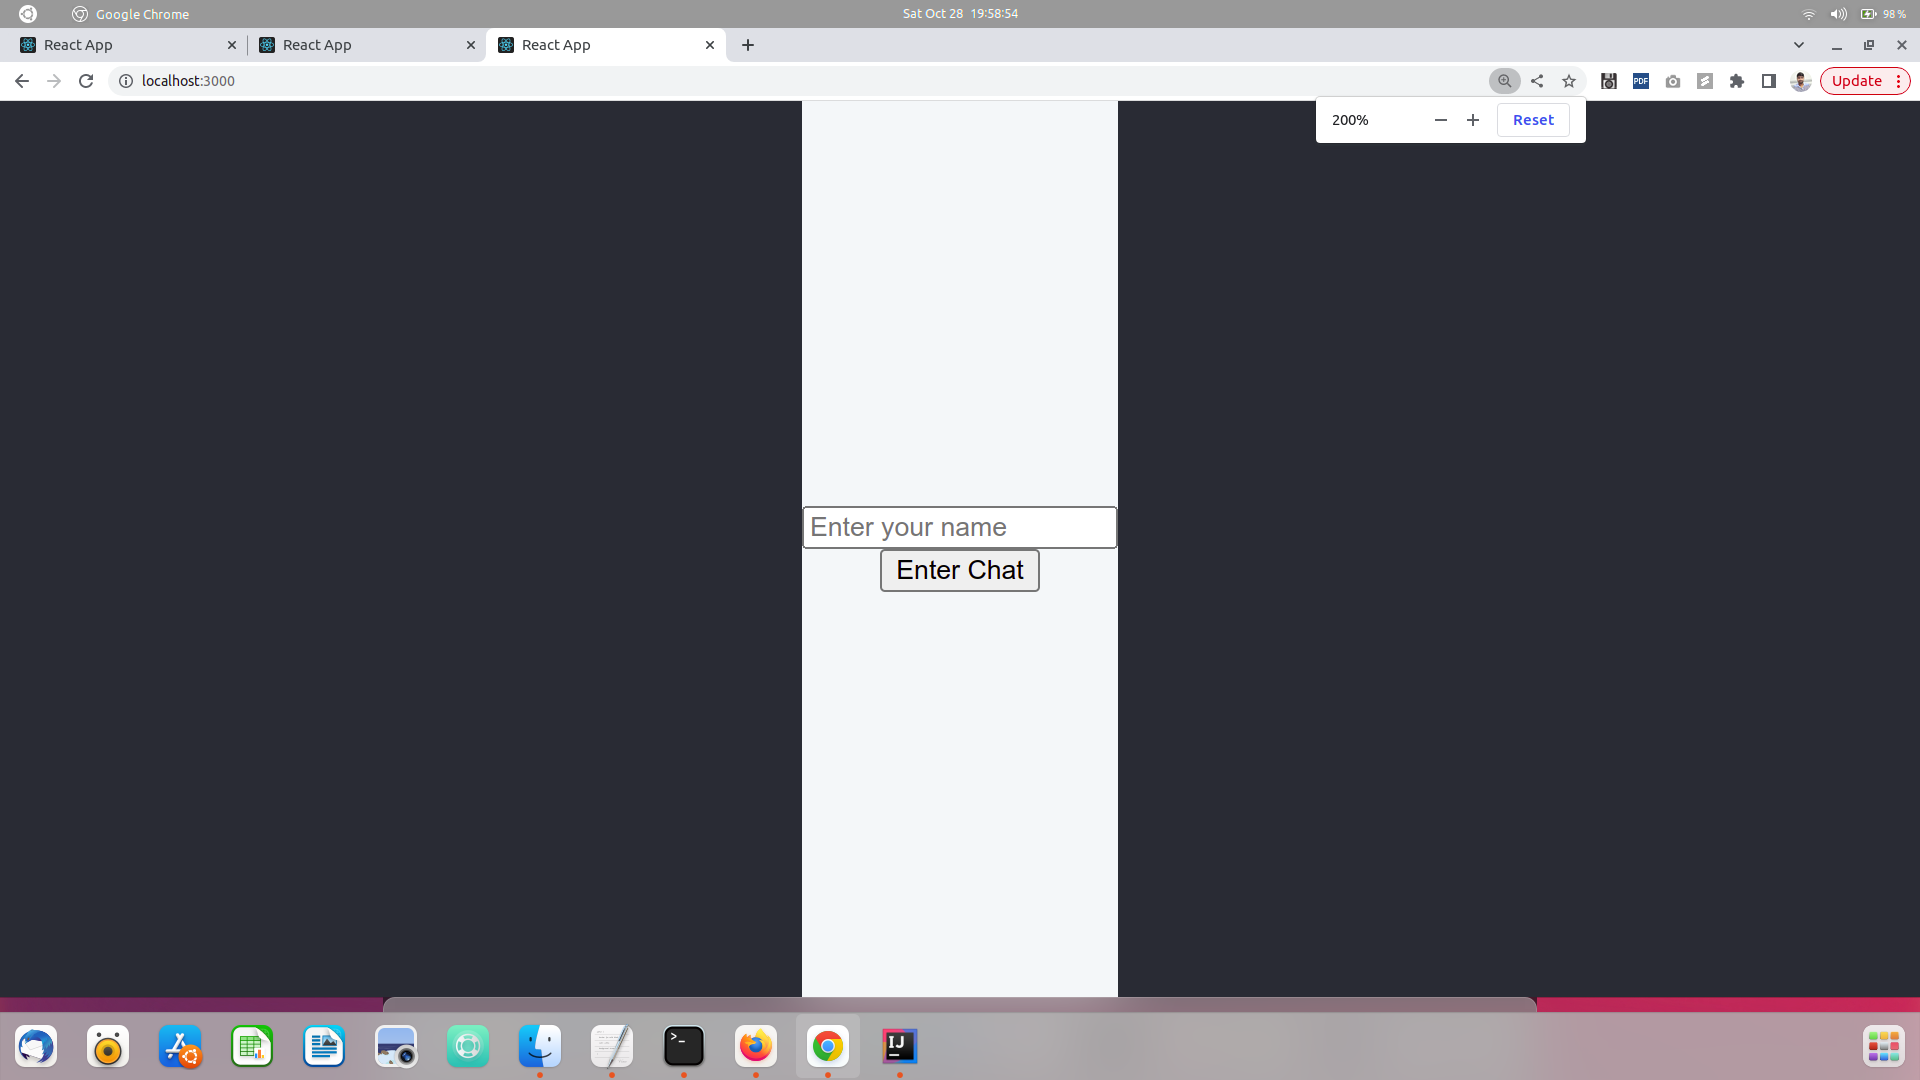 Google Chrome
Sat Oct 28 19:58:54
98%
React App
React App
React App
localhost:3000
PDF
Update
200%
Reset
Enter your name
Enter Chat
>_
IJ